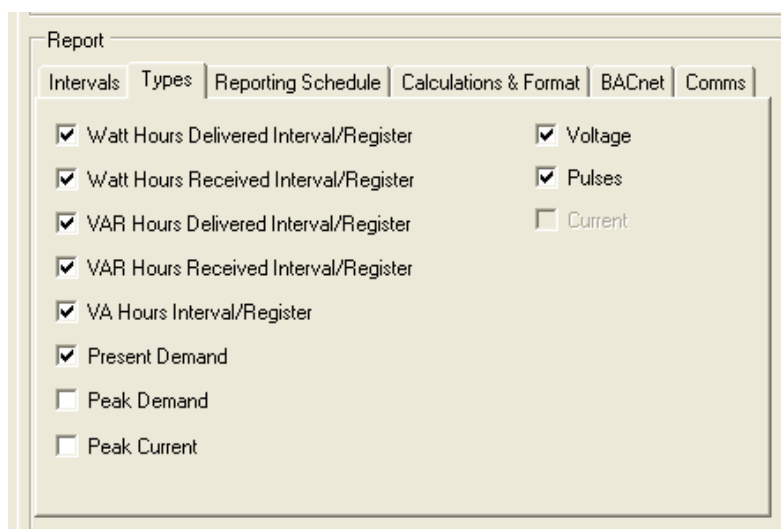 Report
Intervals Types Reporting Schedule Calculations & Format BACnet Comms
Watt Hours Delivered Interval/Register Voltage
Watt Hours Received Interval/Register Pulses
VAR Hours Delivered Interval/Register Current
VAR Hours Received Interval/Register
VA Hours Interval/Register
Present Demand
Peak Demand
Peak Current